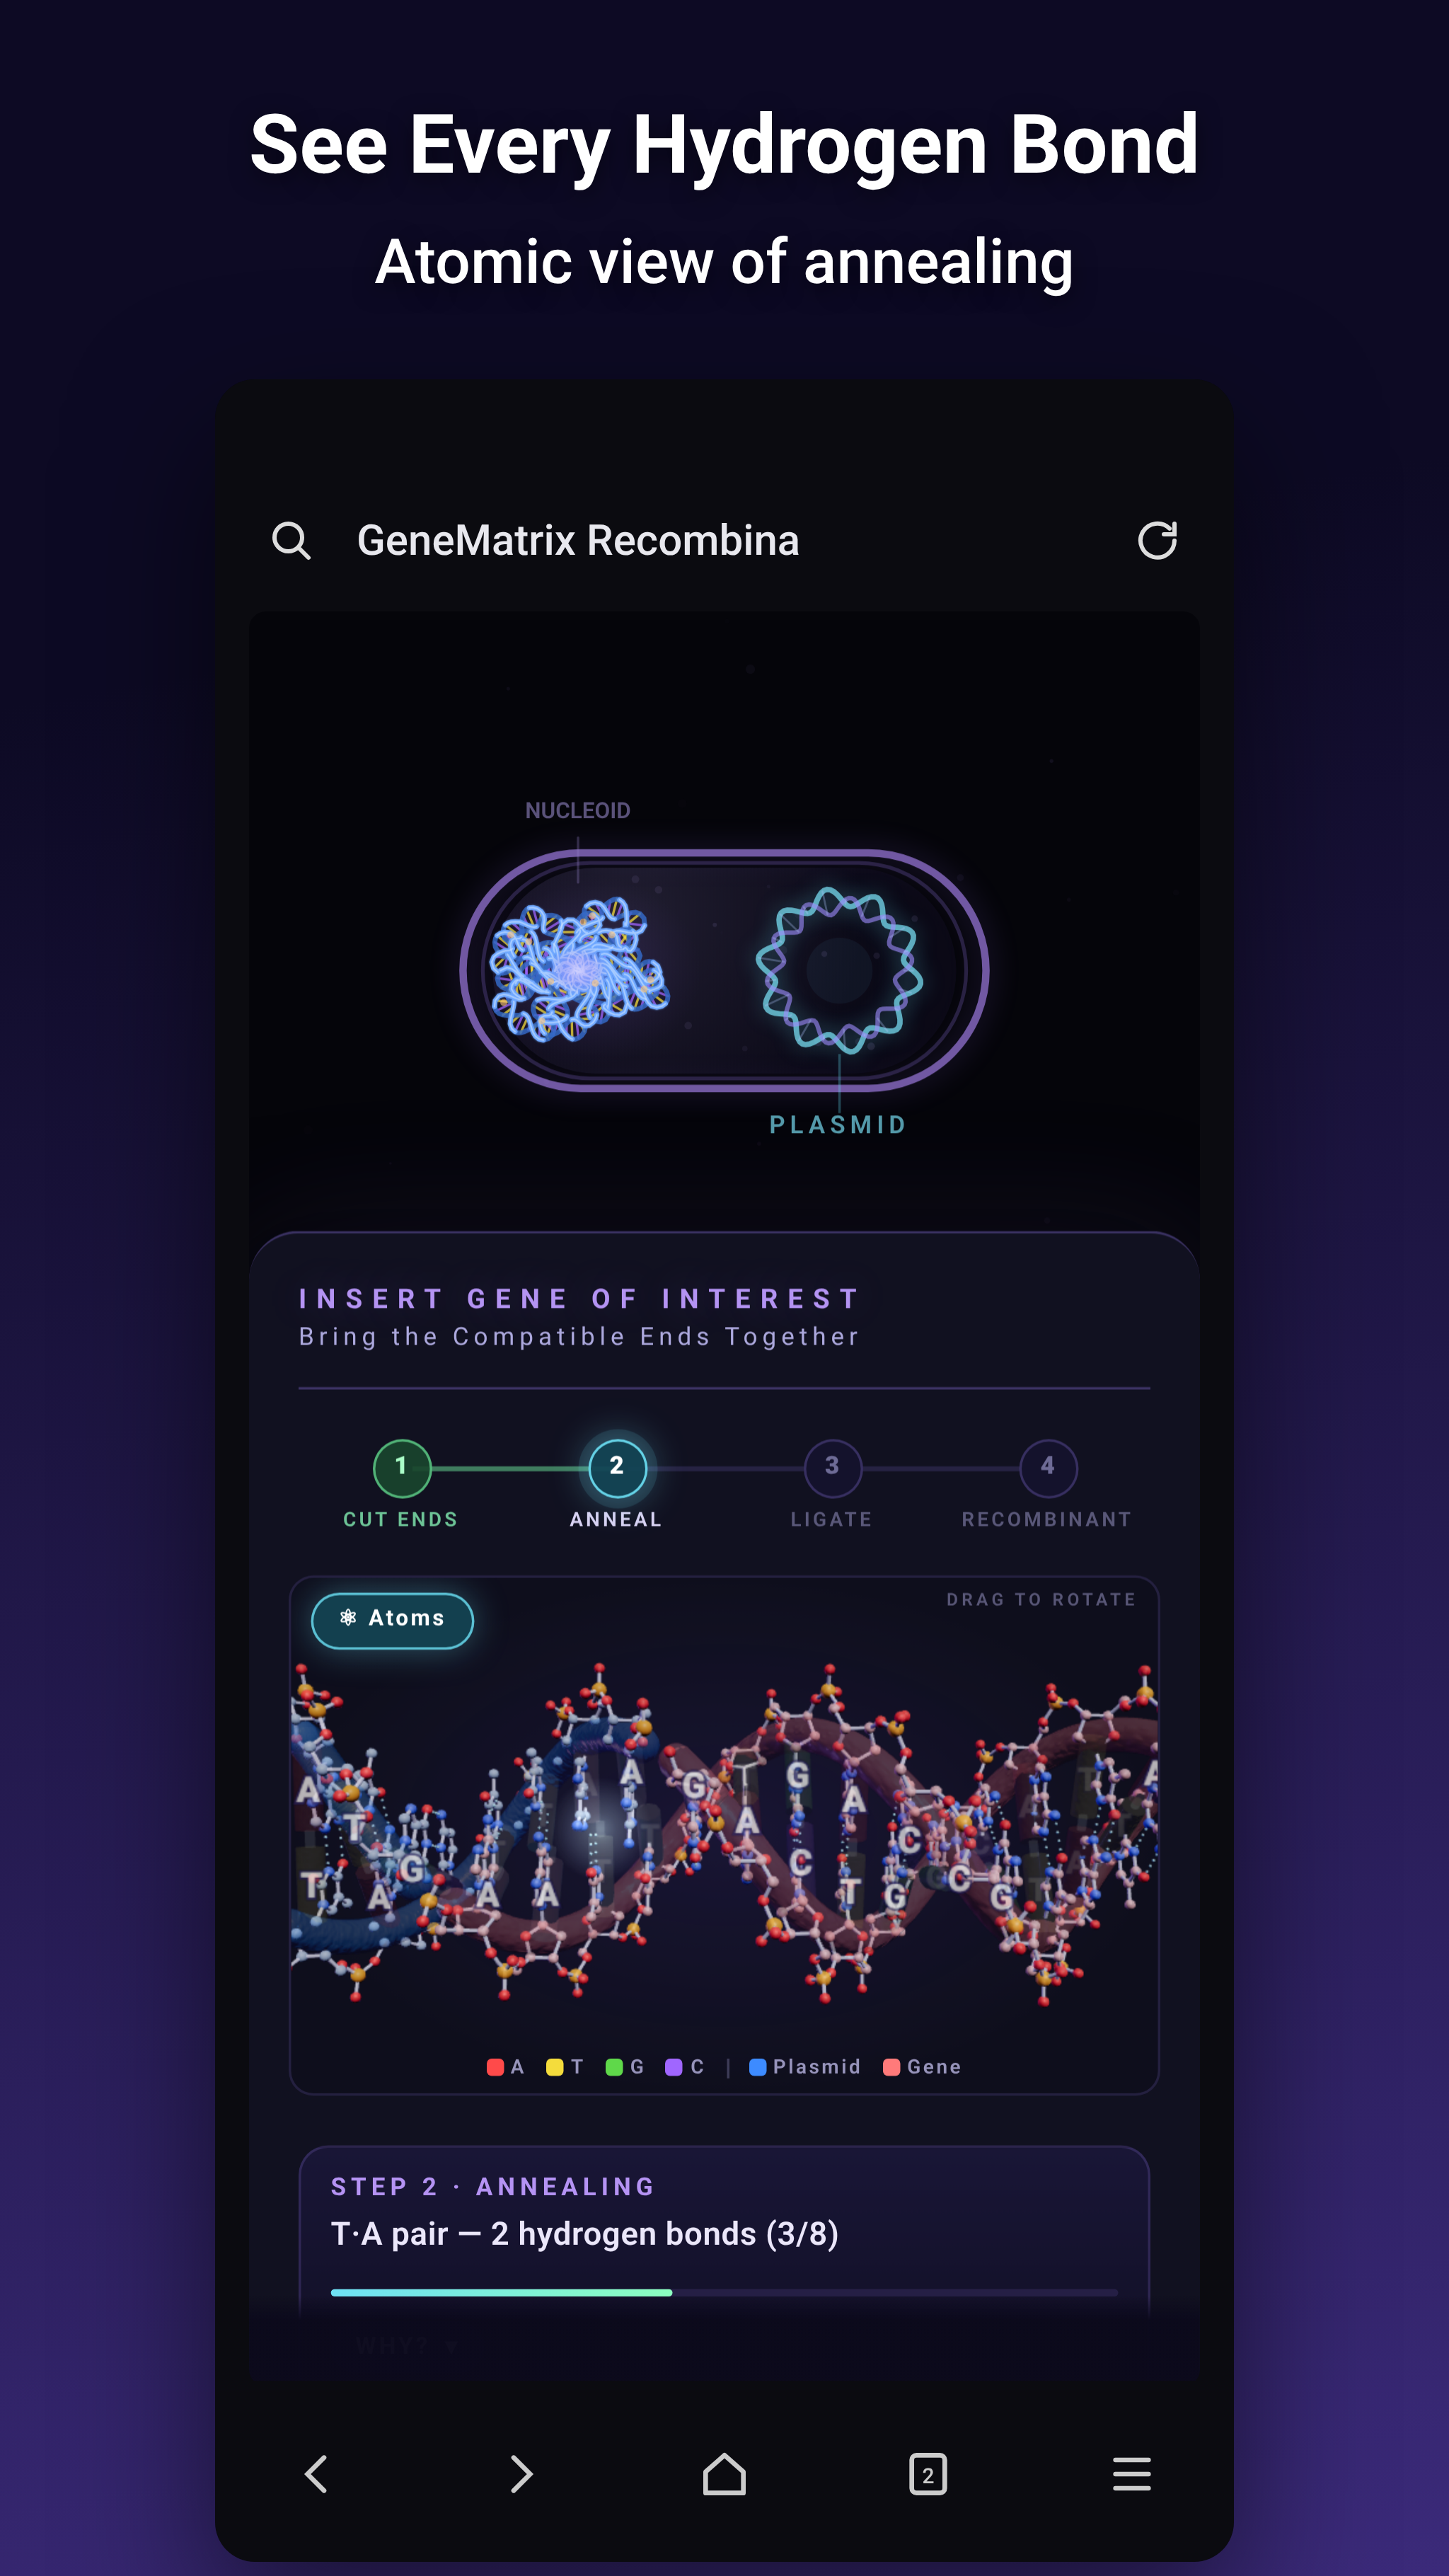 See Every Hydrogen Bond
Atomic view of annealing
GeneMatrix Recombina
NUCLEOID
PLASMID
INSERT GENE OF INTEREST
Bring the Compatible Ends Together
1 2 3 4
CUT ENDS ANNEAL LIGATE RECOMBINANT
Atoms
DRAG TO ROTATE
A G T G A
A T A C
T A G A A C T G C G
A T G C | Plasmid Gene
STEP 2 · ANNEALING
T·A pair — 2 hydrogen bonds (3/8)
WHY? ▼
2